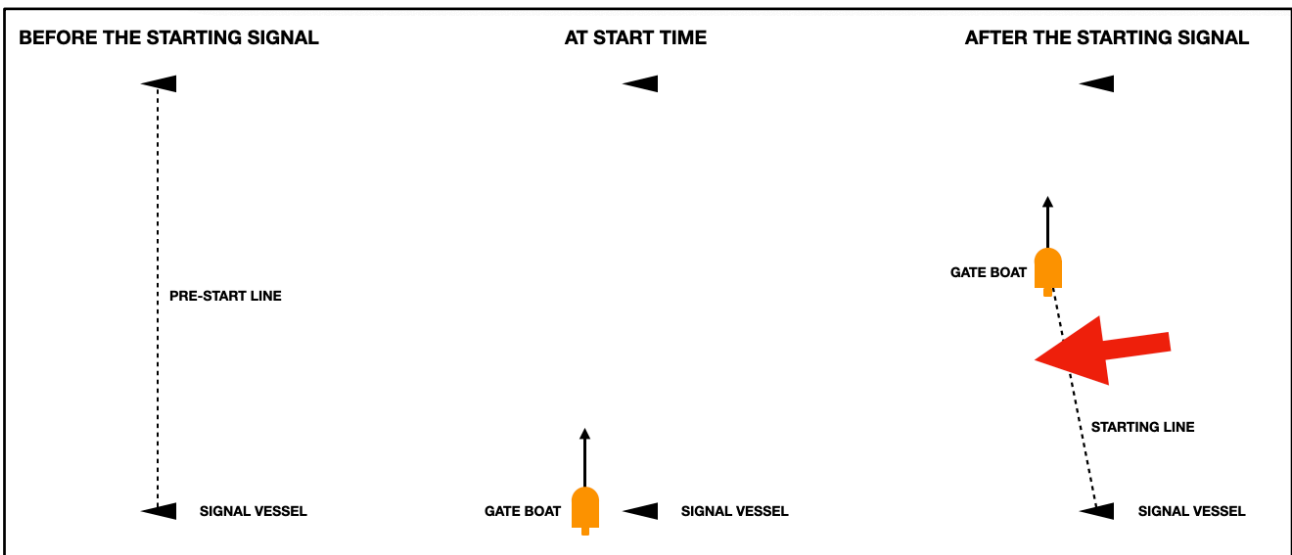 BEFORE THE STARTING SIGNAL
PRE-START LINE
SIGNAL VESSEL
AT START TIME
GATE BOAT
SIGNAL VESSEL
AFTER THE STARTING SIGNAL
GATE BOAT
STARTING LINE
SIGNAL VESSEL